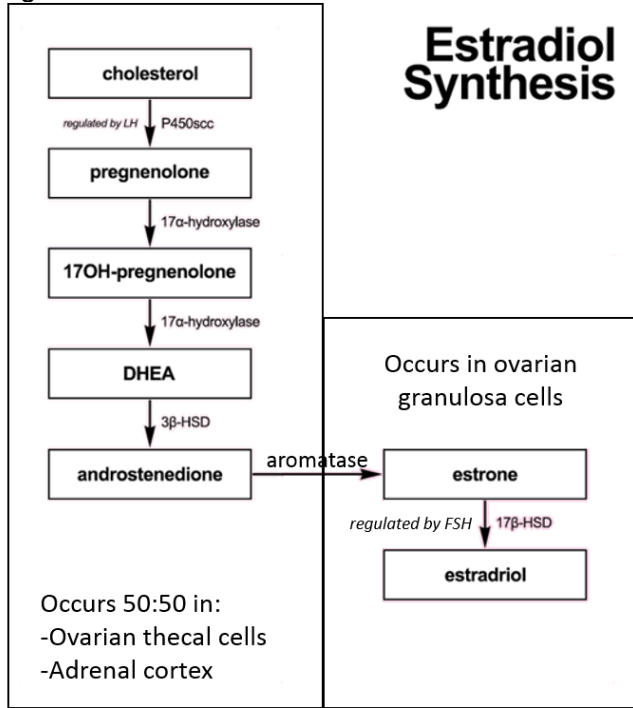 Estradiol
Synthesis
cholesterol
regulated by LH P450scc
pregnenolone
17α-hydroxylase
17OH-pregnenolone
17α-hydroxylase
DHEA
3β-HSD
androstenedione
Occurs 50:50 in:
-Ovarian thecal cells
-Adrenal cortex
aromatase
Occurs in ovarian
granulosa cells
estrone
regulated by FSH 17β-HSD
estradriol